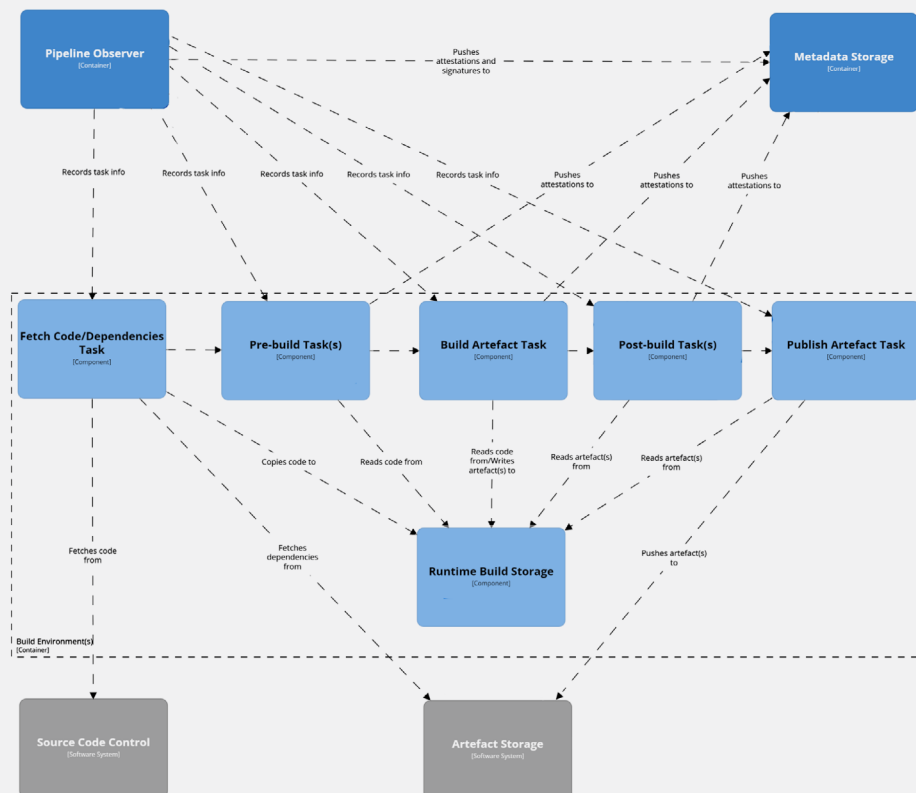 Pipeline Observer
[Container]
Metadata Storage
[Container]
Pushes
attestations and
signatures to
Records task info
Records task info
Records task info
Records task info
Records task info
Pushes
attestations to
Pushes
attestations to
Pushes
attestations to
Fetch Code/Dependencies
Task
[Component]
Pre-build Task(s)
[Component]
Build Artefact Task
[Component]
Post-build Task(s)
[Component]
Publish Artefact Task
[Component]
Copies code to
Reads code from
Reads code
from/Writes
artefact(s) to
Reads artefact(s)
from
Reads artefact(s)
from
Fetches code
from
Fetches
dependencies
from
Pushes artefact(s)
to
Runtime Build Storage
[Component]
Build Environment(s)
[Container]
Source Code Control
[Software System]
Artefact Storage
[Software System]